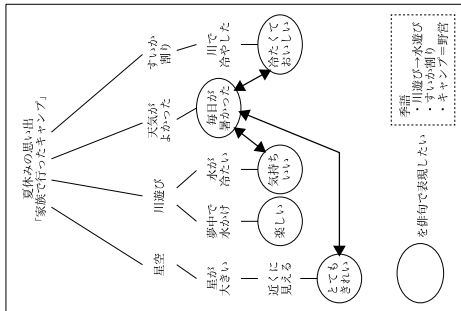 夏休みの思い出
「家族で行ったキャンプ」
すいか
割り
川で
冷やした
冷たくて
おいしい
天気が
よかった
毎日が
暑かった
川遊び
水が
冷たい
気持ち
いい
夢中で
水かけ
楽しい
星空
星が
大きい
近くに
見える
とても
きれい
季語
・川遊び→水遊び
・すいか割り
・キャンプ＝野営
を俳句で表現したい